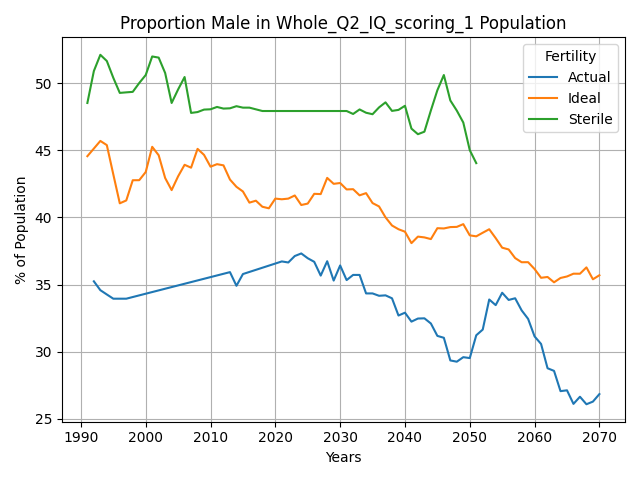 Proportion Male in Whole_Q2_IQ_scoring_1 Population
Fertility
Actual
Ideal
Sterile
% of Population
50
45
40
35
30
25
1990 2000 2010 2020 2030 2040 2050 2060 2070
Years